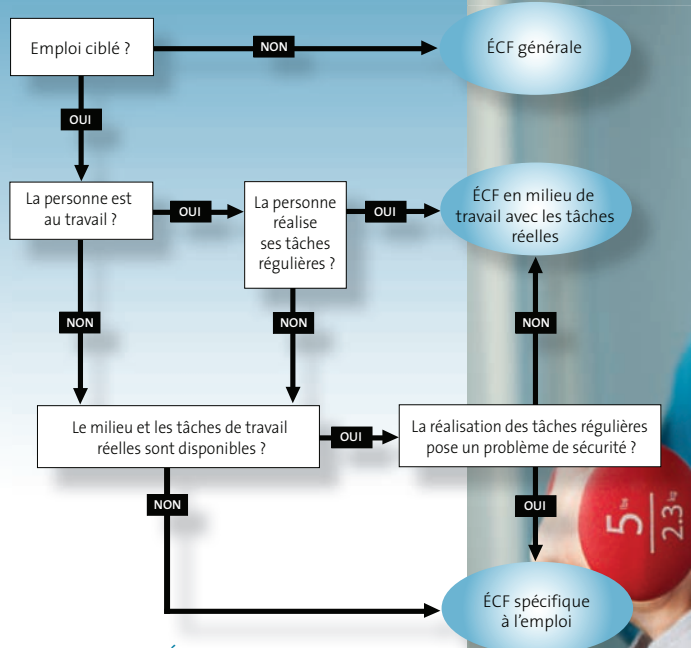 Emploi ciblé ?
NON
ÉCF générale
OUI
La personne est
au travail ?
OUI
La personne
réalise
ses tâches
régulières ?
OUI
ÉCF en milieu de
travail avec les tâches
réelles
NON
NON
NON
Le milieu et les tâches de travail
réelles sont disponibles ?
OUI
La réalisation des tâches régulières
pose un problème de sécurité ?
NON
OUI
5 lbs
2.3 kg
ÉCF spécifique
à l'emploi